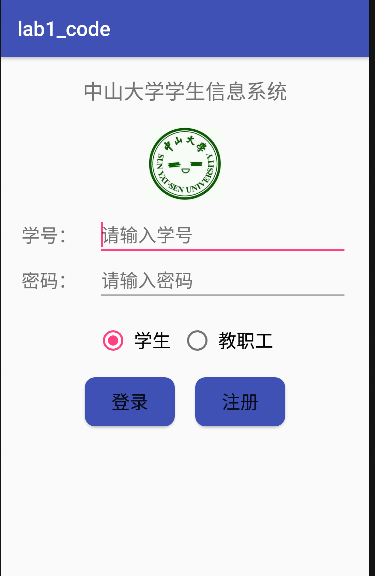 lab1_code
中山大学学生信息系统
中山大学
SUN YAT-SEN UNIVERSITY
学号： 请输入学号
密码： 请输入密码
学生 教职工
登录 注册